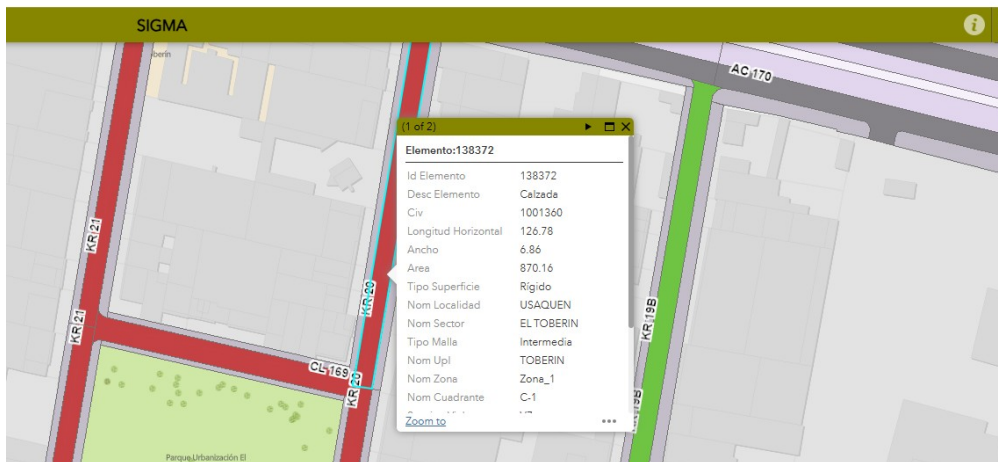 SIGMA
berín
AC 170
(1 of 2)
Elemento:138372
Id Elemento 138372
Desc Elemento Calzada
Civ 1001360
Longitud Horizontal 126.78
Ancho 6.86
Area 870.16
Tipo Superficie Rígido
Nom Localidad USAQUEN
Nom Sector EL TOBERIN
Tipo Malla Intermedia
Nom Upl TOBERIN
Nom Zona Zona_1
Nom Cuadrante C-1
Zoom to
KR 21
KR 21
KR 20
KR 20
CL 169
KR 19B
KR 19B
Parque Urbanización El